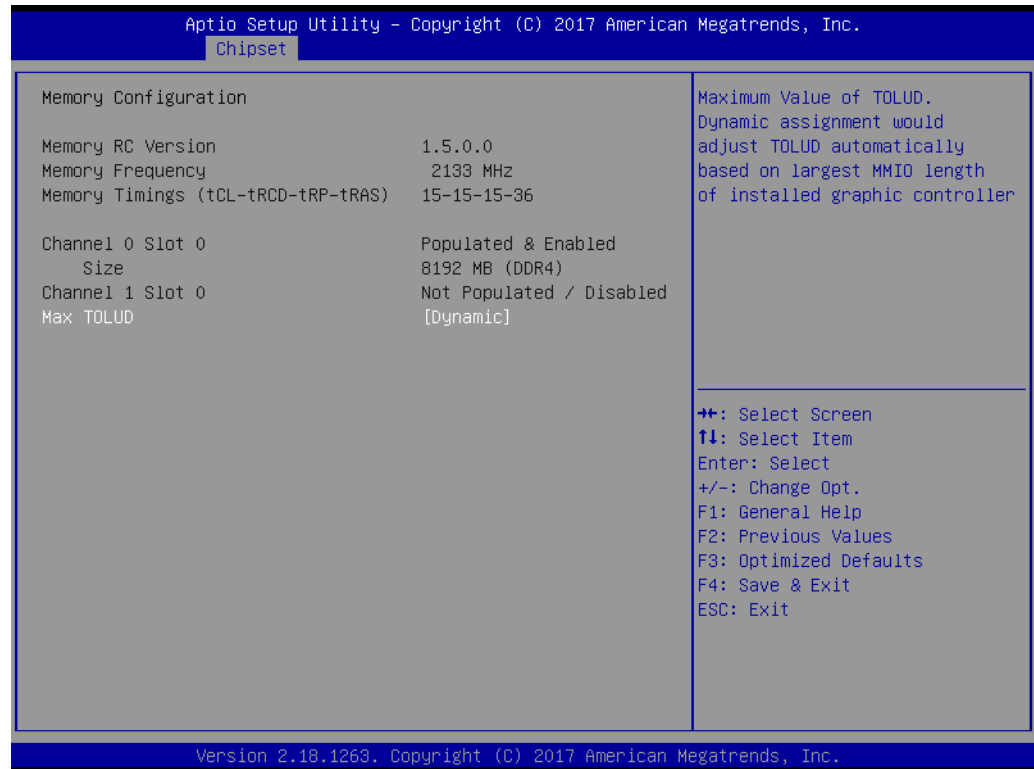 Aptio Setup Utility – Copyright (C) 2017 American Megatrends, Inc.
Chipset
Memory Configuration
Memory RC Version 1.5.0.0
Memory Frequency 2133 MHz
Memory Timings (tCL-tRCD-tRP-tRAS) 15-15-15-36
Channel 0 Slot 0 Populated & Enabled
Size 8192 MB (DDR4)
Channel 1 Slot 0 Not Populated / Disabled
Max TOLUD [Dynamic]
Maximum Value of TOLUD.
Dynamic assignment would
adjust TOLUD automatically
based on largest MMIO length
of installed graphic controller
→←: Select Screen
↑↓: Select Item
Enter: Select
+/-: Change Opt.
F1: General Help
F2: Previous Values
F3: Optimized Defaults
F4: Save & Exit
ESC: Exit
Version 2.18.1263. Copyright (C) 2017 American Megatrends, Inc.